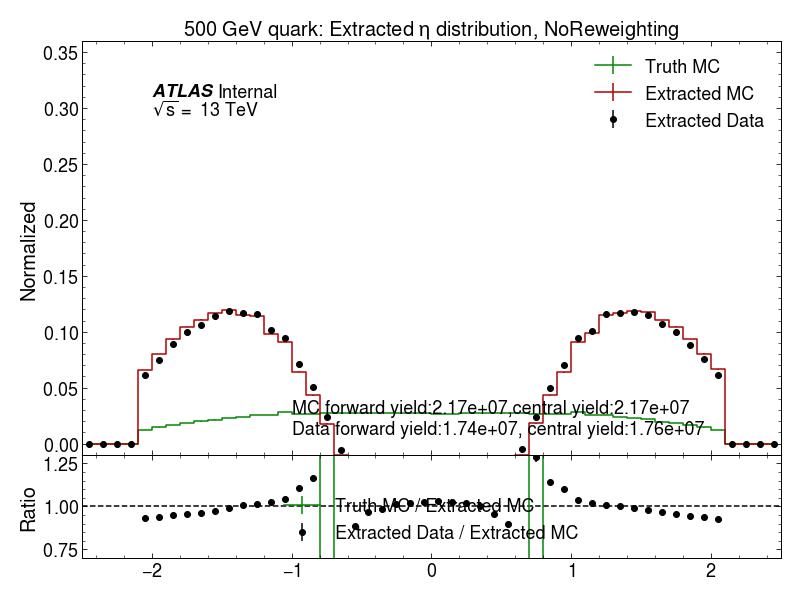 500 GeV quark: Extracted η distribution, NoReweighting
0.35
0.30
0.25
0.20
0.15
0.10
0.05
0.00
Normalized
ATLAS Internal
√s = 13 TeV
Truth MC
Extracted MC
Extracted Data
MC forward yield:2.17e+07,central yield:2.17e+07
Data forward yield:1.74e+07, central yield:1.76e+07
1.25
1.00
0.75
Ratio
Truth MC / Extracted MC
Extracted Data / Extracted MC
−2 −1 0 1 2